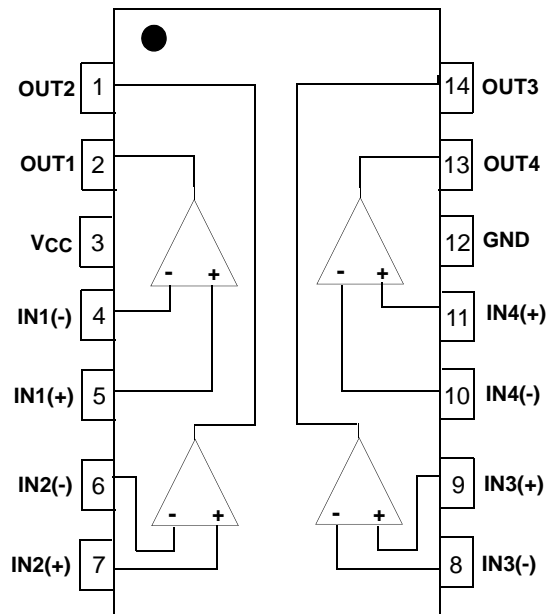 OUT2 1 14 OUT3
OUT1 2 13 OUT4
VCC 3 12 GND
- + - +
IN1(-) 4 11 IN4(+)
IN1(+) 5 10 IN4(-)
IN2(-) 6 9 IN3(+)
- + - +
IN2(+) 7 8 IN3(-)